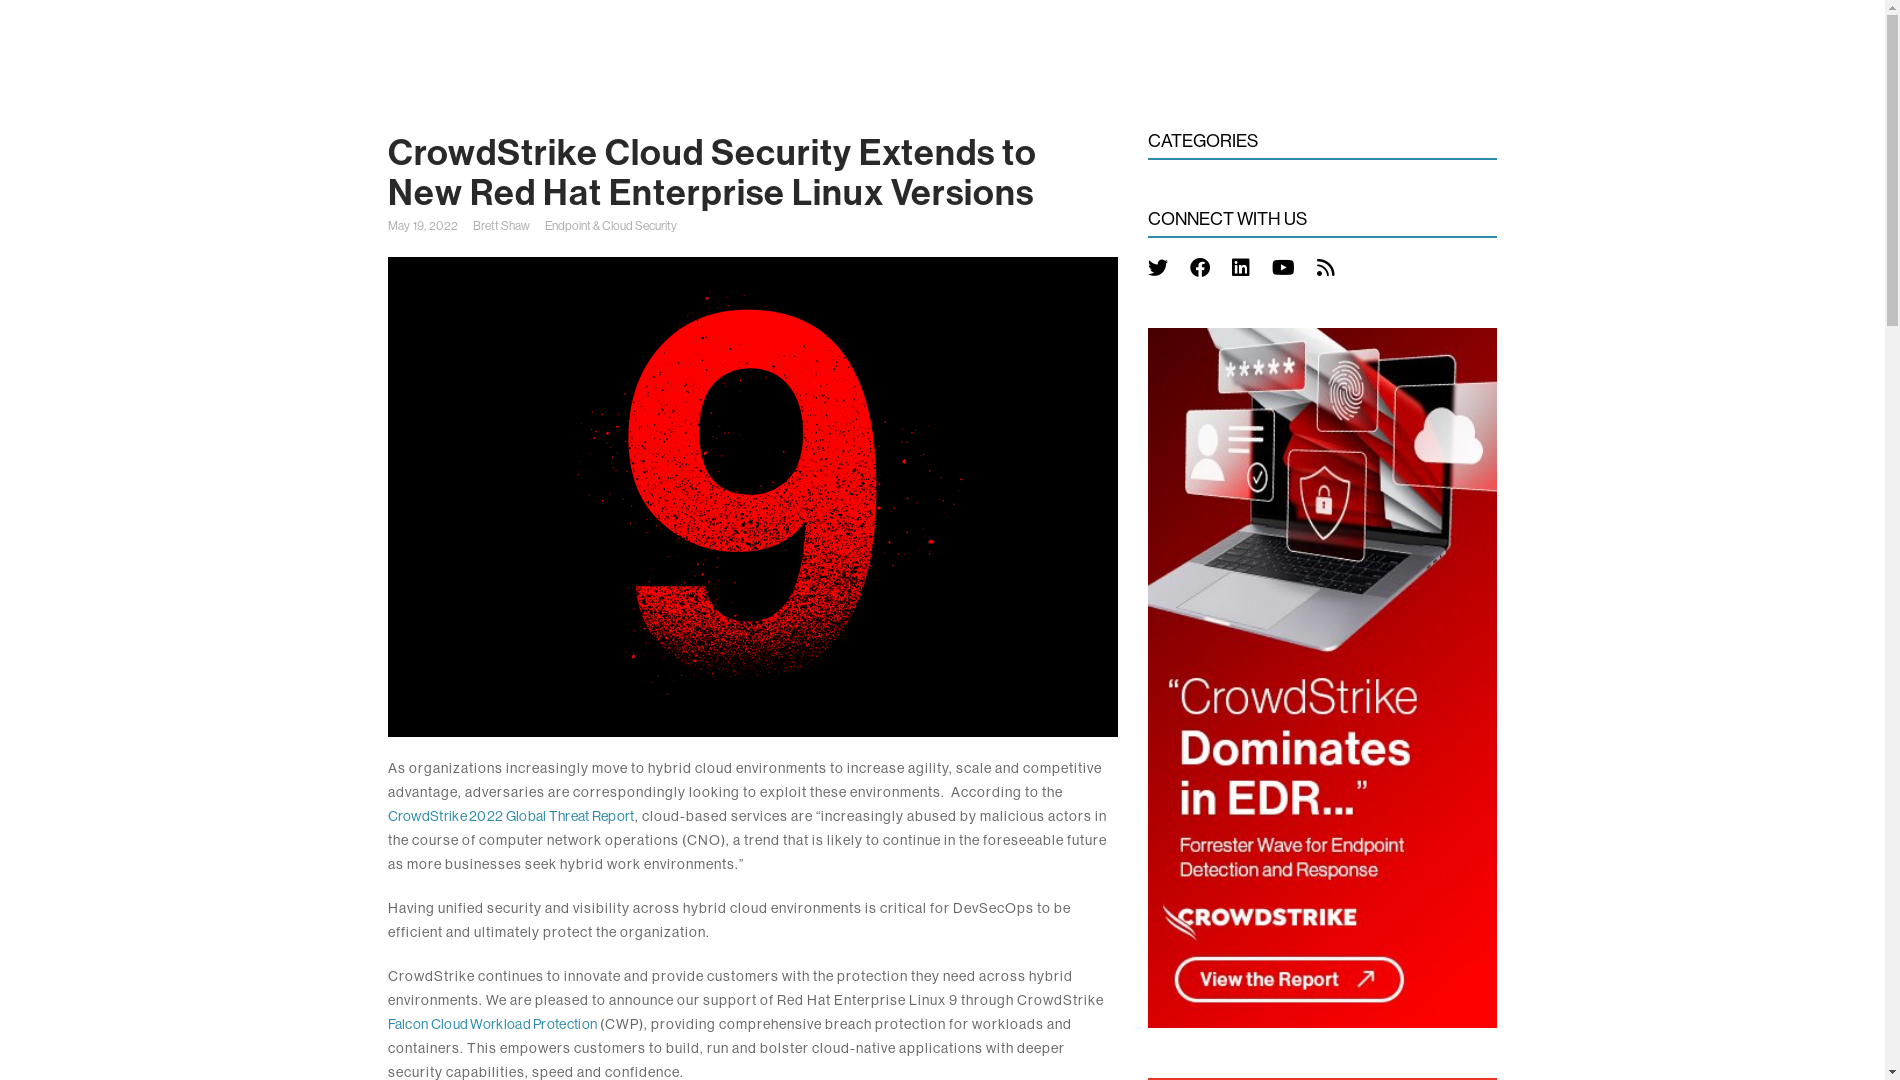 CrowdStrike Cloud Security Extends to
New Red Hat Enterprise Linux Versions
May 19, 2022 Brett Shaw Endpoint & Cloud Security
9
As organizations increasingly move to hybrid cloud environments to increase agility, scale and competitive
advantage, adversaries are correspondingly looking to exploit these environments. According to the
CrowdStrike 2022 Global Threat Report, cloud-based services are “increasingly abused by malicious actors in
the course of computer network operations (CNO), a trend that is likely to continue in the foreseeable future
as more businesses seek hybrid work environments.”
Having unified security and visibility across hybrid cloud environments is critical for DevSecOps to be
efficient and ultimately protect the organization.
CrowdStrike continues to innovate and provide customers with the protection they need across hybrid
environments. We are pleased to announce our support of Red Hat Enterprise Linux 9 through CrowdStrike
Falcon Cloud Workload Protection (CWP), providing comprehensive breach protection for workloads and
containers. This empowers customers to build, run and bolster cloud-native applications with deeper
security capabilities, speed and confidence.
CATEGORIES
CONNECT WITH US
*****
“CrowdStrike
Dominates
in EDR...”
Forrester Wave for Endpoint
Detection and Response
CROWDSTRIKE
View the Report